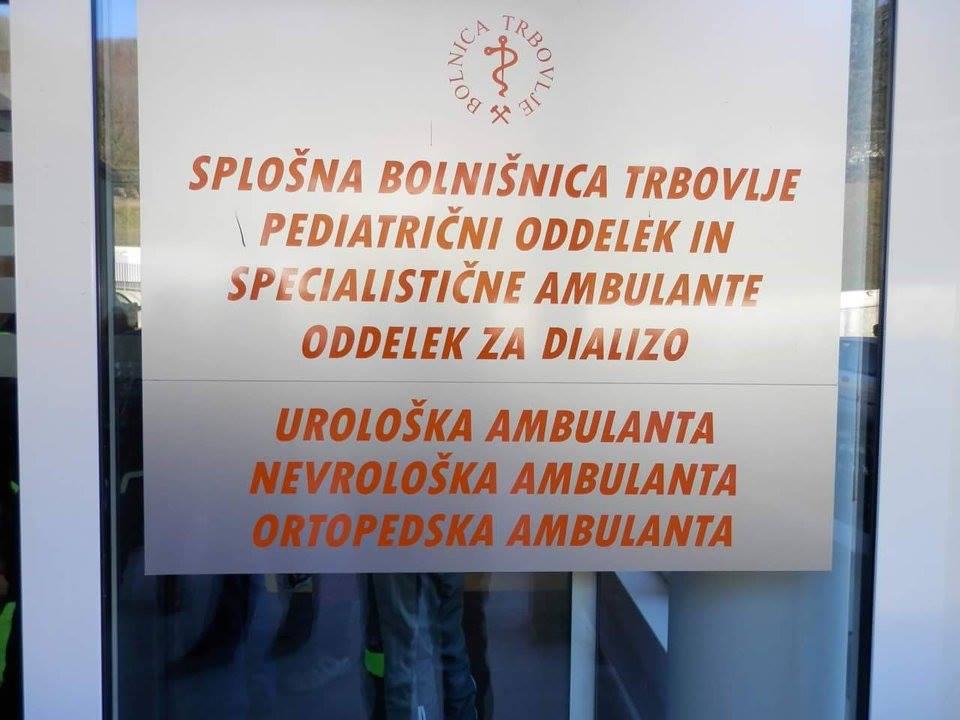 BOLNICA TRBOVLJE
SPLOŠNA BOLNIŠNICA TRBOVLJE
PEDIATRIČNI ODDELEK IN
SPECIALISTIČNE AMBULANTE
ODDELEK ZA DIALIZO
UROLOŠKA AMBULANTA
NEVROLOŠKA AMBULANTA
ORTOPEDSKA AMBULANTA